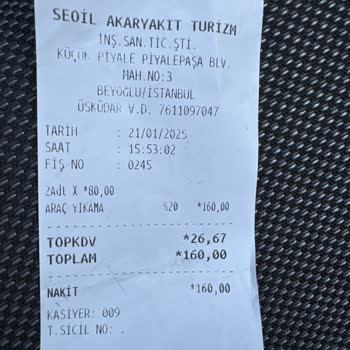 SEOİL AKARYAKIT TURİZM
İNŞ.SAN.TİC.ŞTİ.
KÜÇÜK PİYALE PİYALEPAŞA BLV.
MAH.NO:3
BEYOĞLU/İSTANBUL
ÜSKÜDAR V.D. 7611097047
TARİH : 21/01/2025
SAAT : 15:53:02
FİŞ NO : 0245
2Adt X *80,00
ARAÇ YIKAMA %20 *160,00
TOPKDV *26,67
TOPLAM *160,00
NAKİT *160,00
KASİYER: 009
T.SİCİL NO: .